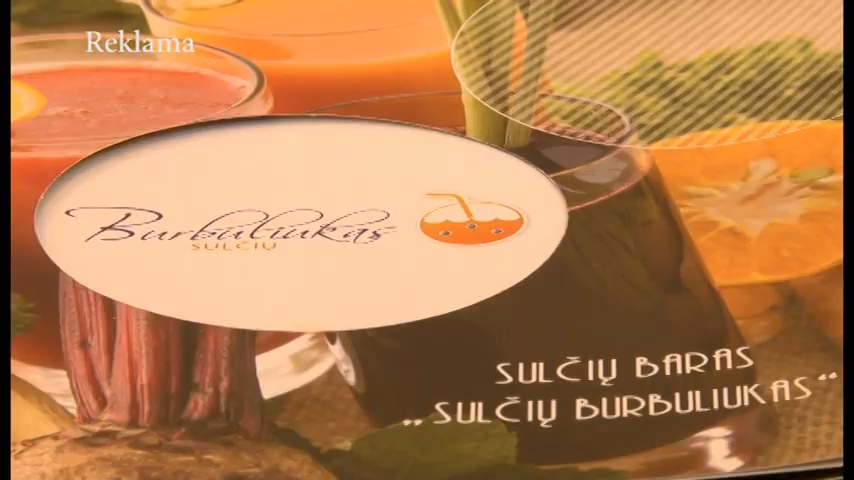 Reklama
Burbuliukas
SULČIŲ
SULČIŲ BARAS
„SULČIŲ BURBULIUKAS“